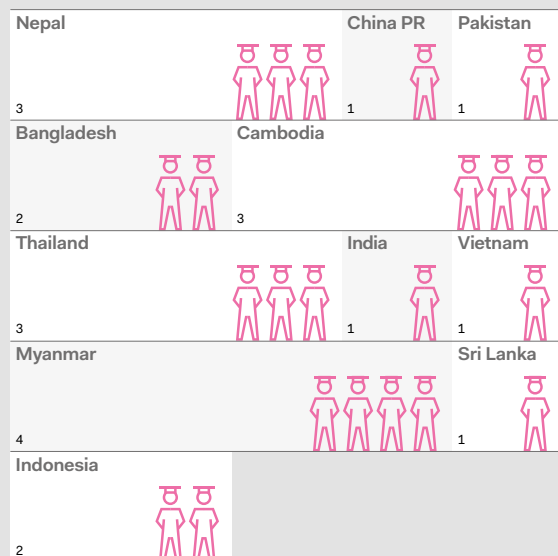 Nepal China PR Pakistan
3 1 1
Bangladesh Cambodia
2 3
Thailand India Vietnam
3 1 1
Myanmar Sri Lanka
4 1
Indonesia
2